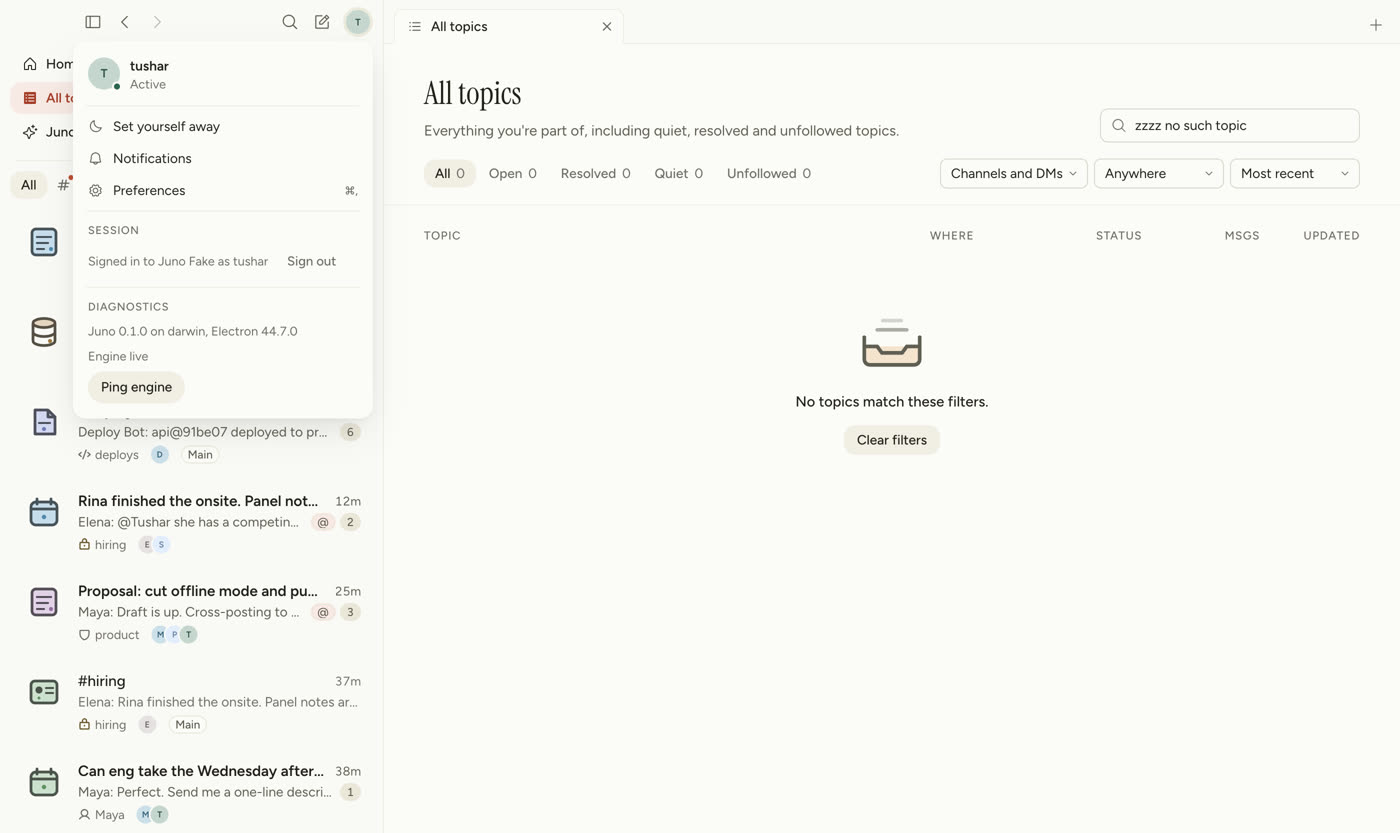 T
All topics
Hom
All to
Juno
All
#
T
tushar
Active
Set yourself away
Notifications
Preferences
⌘,
SESSION
Signed in to Juno Fake as tushar
Sign out
DIAGNOSTICS
Juno 0.1.0 on darwin, Electron 44.7.0
Engine live
Ping engine
Deploy Bot: api@91be07 deployed to pr... 6
deploys D Main
Rina finished the onsite. Panel not... 12m
Elena: @Tushar she has a competin... @ 2
hiring E S
Proposal: cut offline mode and pu... 25m
Maya: Draft is up. Cross-posting to ... @ 3
product M P T
#hiring 37m
Elena: Rina finished the onsite. Panel notes ar...
hiring E Main
Can eng take the Wednesday after... 38m
Maya: Perfect. Send me a one-line descri... 1
Maya M T
All topics
Everything you're part of, including quiet, resolved and unfollowed topics.
zzzz no such topic
All 0 Open 0 Resolved 0 Quiet 0 Unfollowed 0
Channels and DMs Anywhere Most recent
TOPIC WHERE STATUS MSGS UPDATED
No topics match these filters.
Clear filters